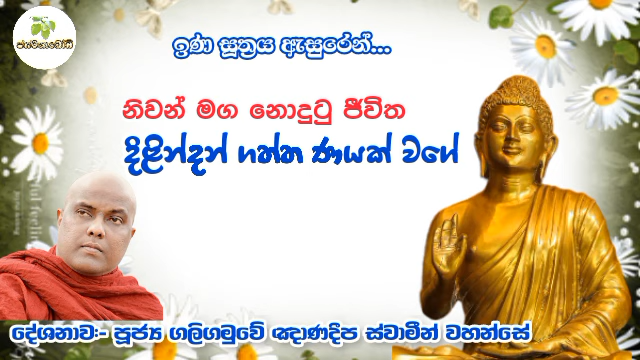 ඉණ සූත්‍රය ඇසුරෙන්...
නිවන් මග නොදුටු ජීවිත
දිළින්දන් ගත්ත ණයක් වගේ
දේශනාව:- පූජ්‍ය ගලිගමුවේ ඤාණදීප ස්වාමීන් වහන්සේ